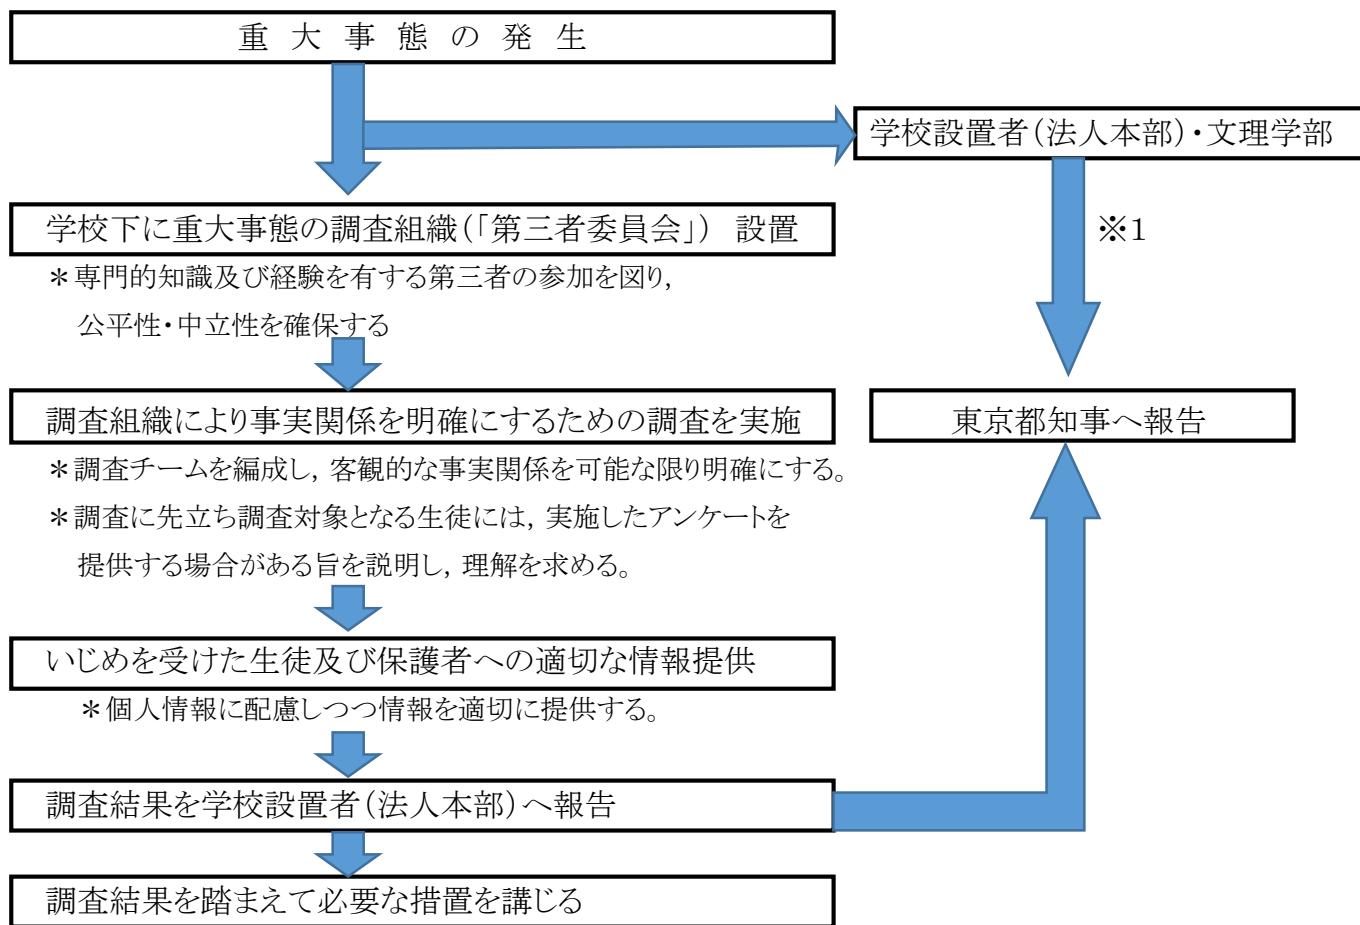 重 大 事 態 の 発 生
学校設置者(法人本部)・文理学部
学校下に重大事態の調査組織(「第三者委員会」) 設置
※1
＊専門的知識及び経験を有する第三者の参加を図り,
公平性・中立性を確保する
調査組織により事実関係を明確にするための調査を実施
東京都知事へ報告
＊調査チームを編成し, 客観的な事実関係を可能な限り明確にする。
＊調査に先立ち調査対象となる生徒には, 実施したアンケートを
提供する場合がある旨を説明し, 理解を求める。
いじめを受けた生徒及び保護者への適切な情報提供
＊個人情報に配慮しつつ情報を適切に提供する。
調査結果を学校設置者(法人本部)へ報告
調査結果を踏まえて必要な措置を講じる